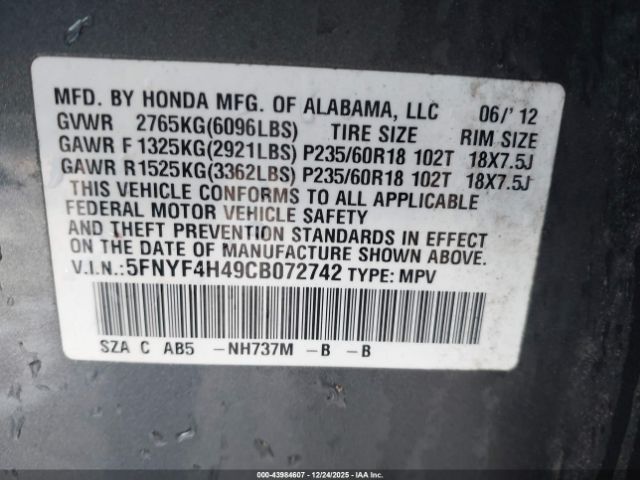 MFD. BY HONDA MFG. OF ALABAMA, LLC 06/'12
GVWR 2765KG(6096LBS) TIRE SIZE RIM SIZE
GAWR F 1325KG(2921LBS) P235/60R18 102T 18X7.5J
GAWR R 1525KG(3362LBS) P235/60R18 102T 18X7.5J
THIS VEHICLE CONFORMS TO ALL APPLICABLE
FEDERAL MOTOR VEHICLE SAFETY
AND THEFT PREVENTION STANDARDS IN EFFECT
ON THE DATE OF MANUFACTURE SHOWN ABOVE.
V.I.N.:5FNYF4H49CB072742 TYPE: MPV
SZA C AB5 -NH737M -B -B
000-43984607 - 12/24/2025 - IAAI.COM